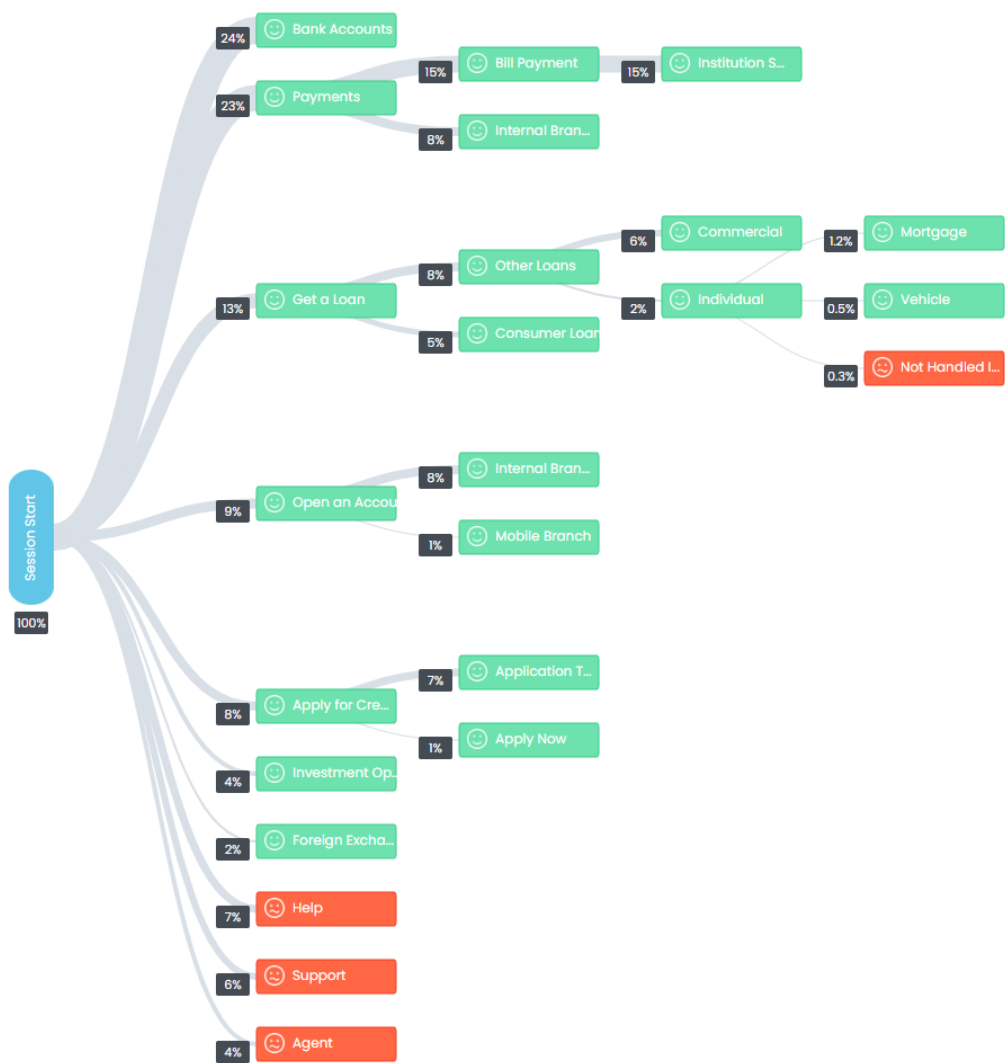 Bank Accounts
24%
Bill Payment
Institution S...
15%
15%
Payments
23%
Internal Bran...
8%
Commercial
Mortgage
6%
1.2%
Other Loans
8%
Get a Loan
Individual
Vehicle
13%
2%
0.5%
Consumer Loan
5%
Not Handled I...
0.3%
Internal Bran...
8%
Open an Accou
9%
Mobile Branch
1%
Session Start
100%
Application T...
7%
Apply for Cre...
8%
Apply Now
1%
Investment Op...
4%
Foreign Excha...
2%
Help
7%
Support
6%
Agent
4%